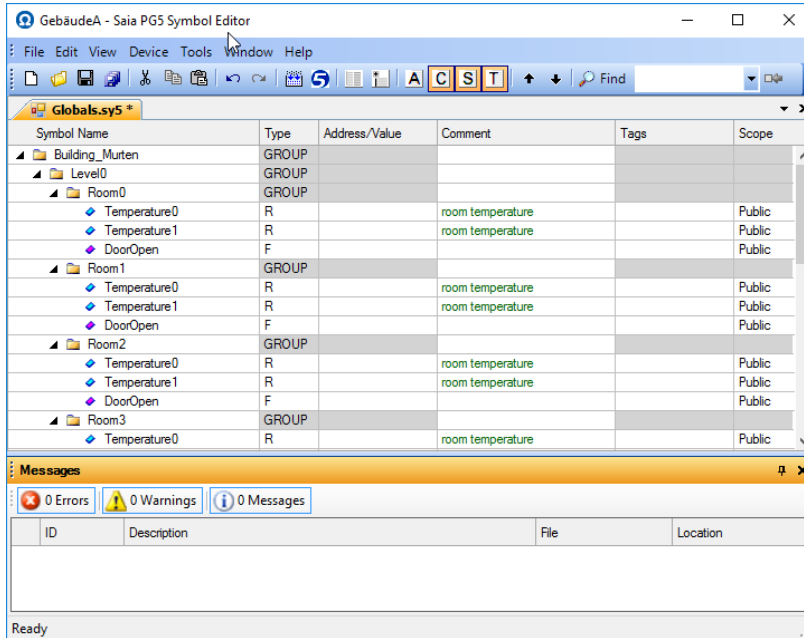 GebäudeA - Saia PG5 Symbol Editor
File Edit View Device Tools Window Help
A C S T Find
Globals.sy5 *
Symbol Name Type Address/Value Comment Tags Scope
Building_Murten GROUP
Level0 GROUP
Room0 GROUP
Temperature0 R room temperature Public
Temperature1 R room temperature Public
DoorOpen F Public
Room1 GROUP
Temperature0 R room temperature Public
Temperature1 R room temperature Public
DoorOpen F Public
Room2 GROUP
Temperature0 R room temperature Public
Temperature1 R room temperature Public
DoorOpen F Public
Room3 GROUP
Temperature0 R room temperature Public
Messages
0 Errors 0 Warnings 0 Messages
ID Description File Location
Ready